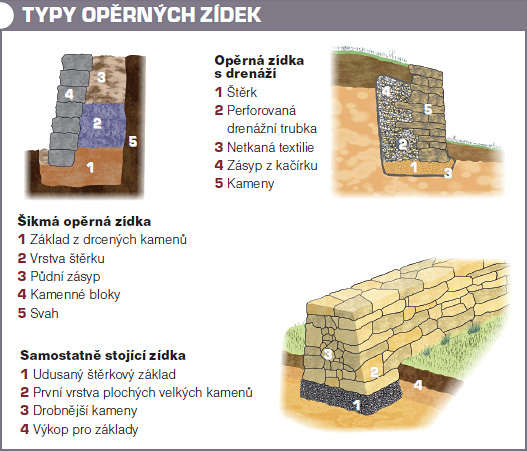 TYPY OPĚRNÝCH ZÍDEK
3
4
2
5
1
Šikmá opěrná zídka
1 Základ z drcených kamenů
2 Vrstva štěrku
3 Půdní zásyp
4 Kamenné bloky
5 Svah
Opěrná zídka
s drenáží
1 Štěrk
2 Perforovaná
drenážní trubka
3 Netkaná textilie
4 Zásyp z kačírku
5 Kameny
4
5
2
1
3
Samostatně stojící zídka
1 Udusaný štěrkový základ
2 První vrstva plochých velkých kamenů
3 Drobnější kameny
4 Výkop pro základy
3
2
4
1